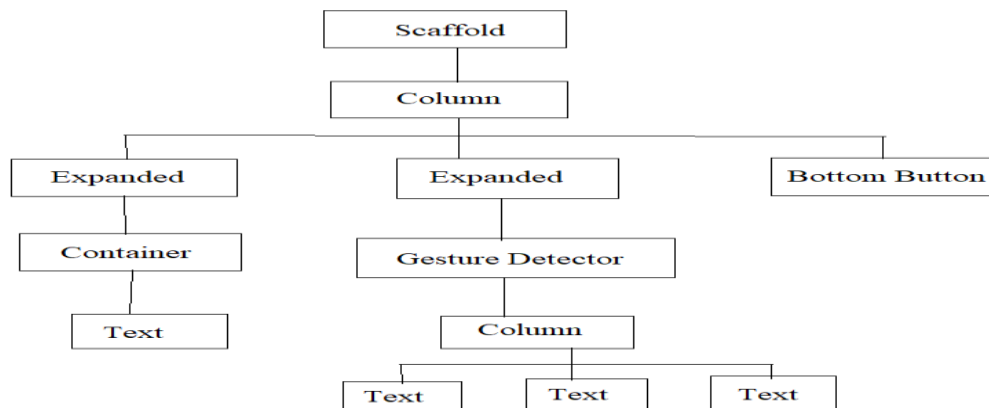 Scaffold
Column
Expanded
Expanded
Bottom Button
Container
Gesture Detector
Text
Column
Text
Text
Text